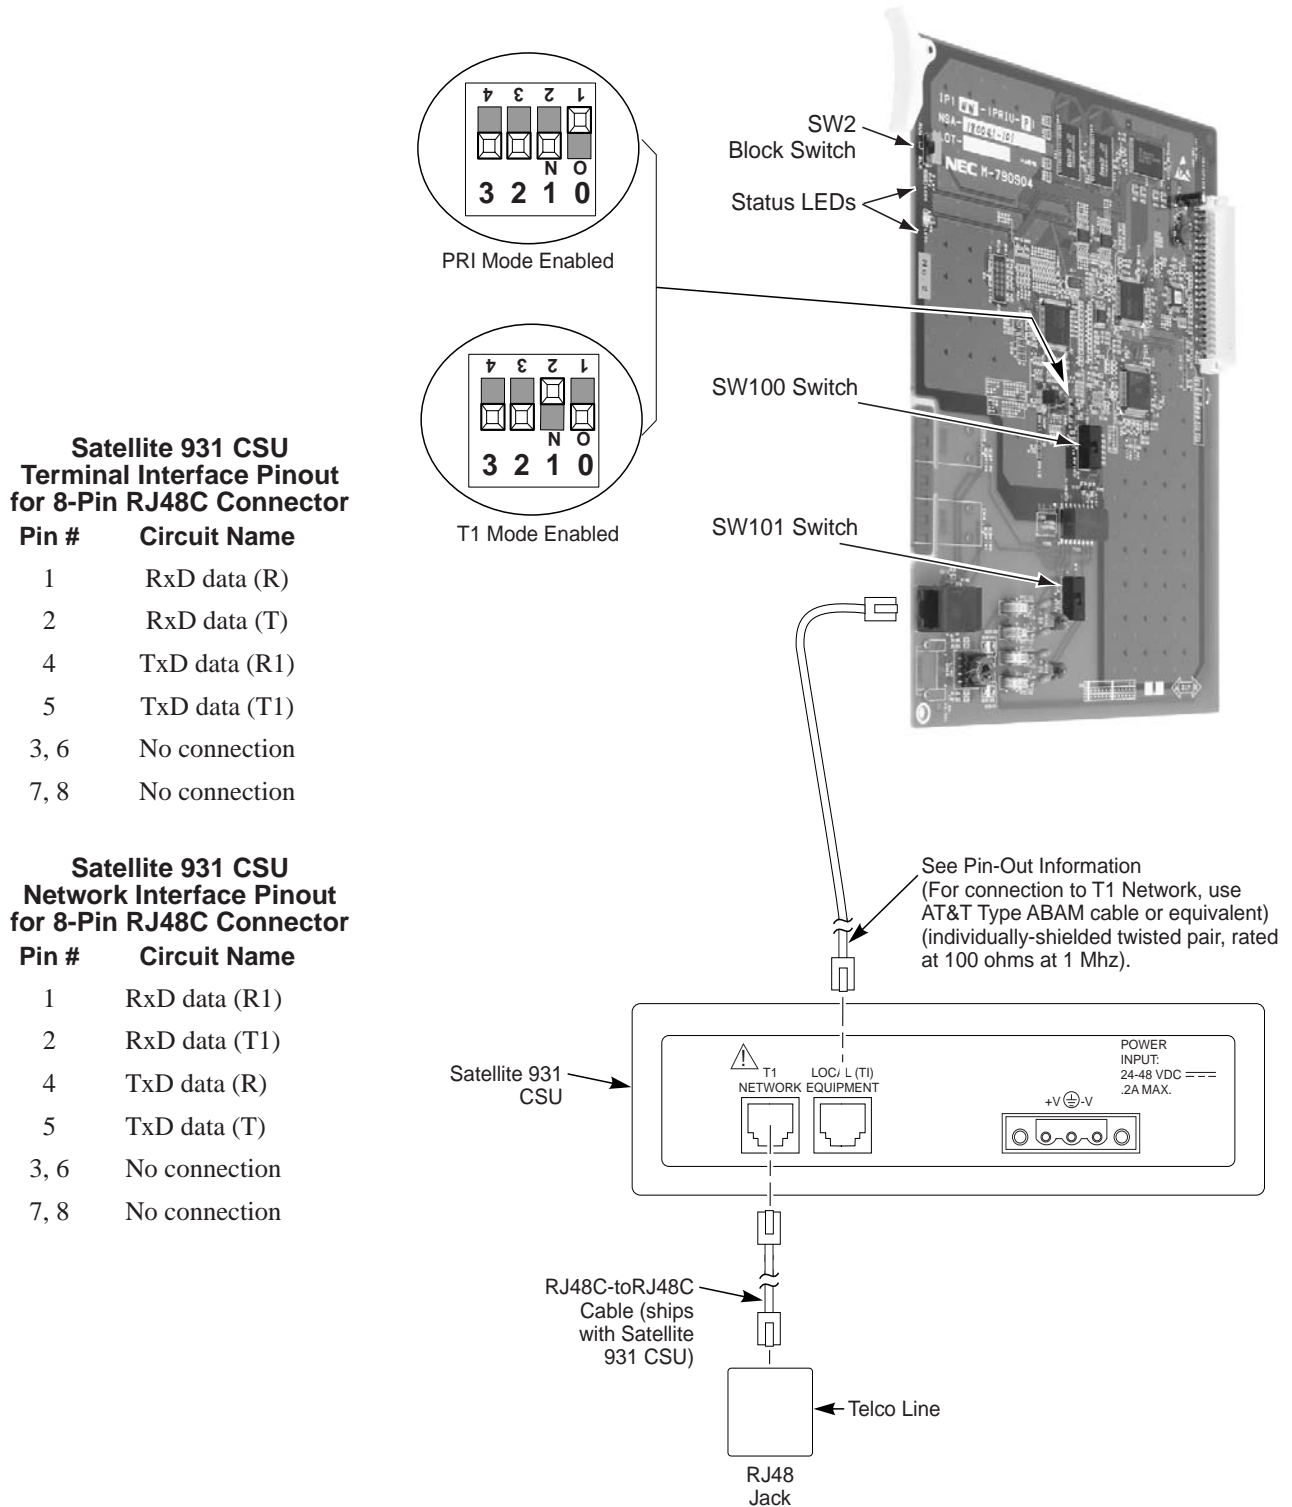 4 3 2 1
N O
3 2 1 0
PRI Mode Enabled
4 3 2 1
N O
3 2 1 0
T1 Mode Enabled
SW2
Block Switch
Status LEDs
SW100 Switch
SW101 Switch
NEC M-790904
LOT-
Satellite 931 CSU
Terminal Interface Pinout
for 8-Pin RJ48C Connector
Pin # Circuit Name
1 RxD data (R)
2 RxD data (T)
4 TxD data (R1)
5 TxD data (T1)
3, 6 No connection
7, 8 No connection
Satellite 931 CSU
Network Interface Pinout
for 8-Pin RJ48C Connector
Pin # Circuit Name
1 RxD data (R1)
2 RxD data (T1)
4 TxD data (R)
5 TxD data (T)
3, 6 No connection
7, 8 No connection
See Pin-Out Information
(For connection to T1 Network, use
AT&T Type ABAM cable or equivalent)
(individually-shielded twisted pair, rated
at 100 ohms at 1 Mhz).
Satellite 931
CSU
T1
NETWORK
LOCAL (TI)
EQUIPMENT
POWER
INPUT:
24-48 VDC
.2A MAX.
+V -V
RJ48C-toRJ48C
Cable (ships
with Satellite
931 CSU)
Telco Line
RJ48
Jack